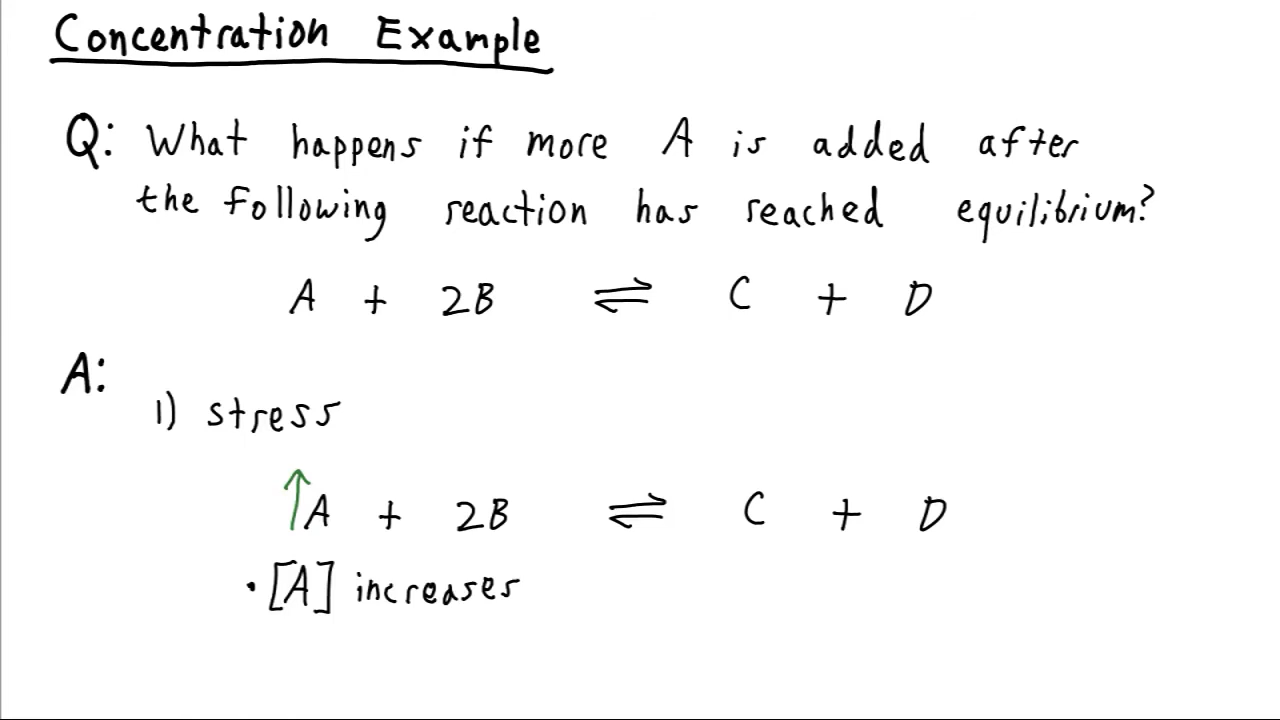 Concentration Example
Q: What happens if more A is added after
the following reaction has reached equilibrium?
A + 2B ⇌ C + D
A:
1) stress
↑A + 2B ⇌ C + D
• [A] increases